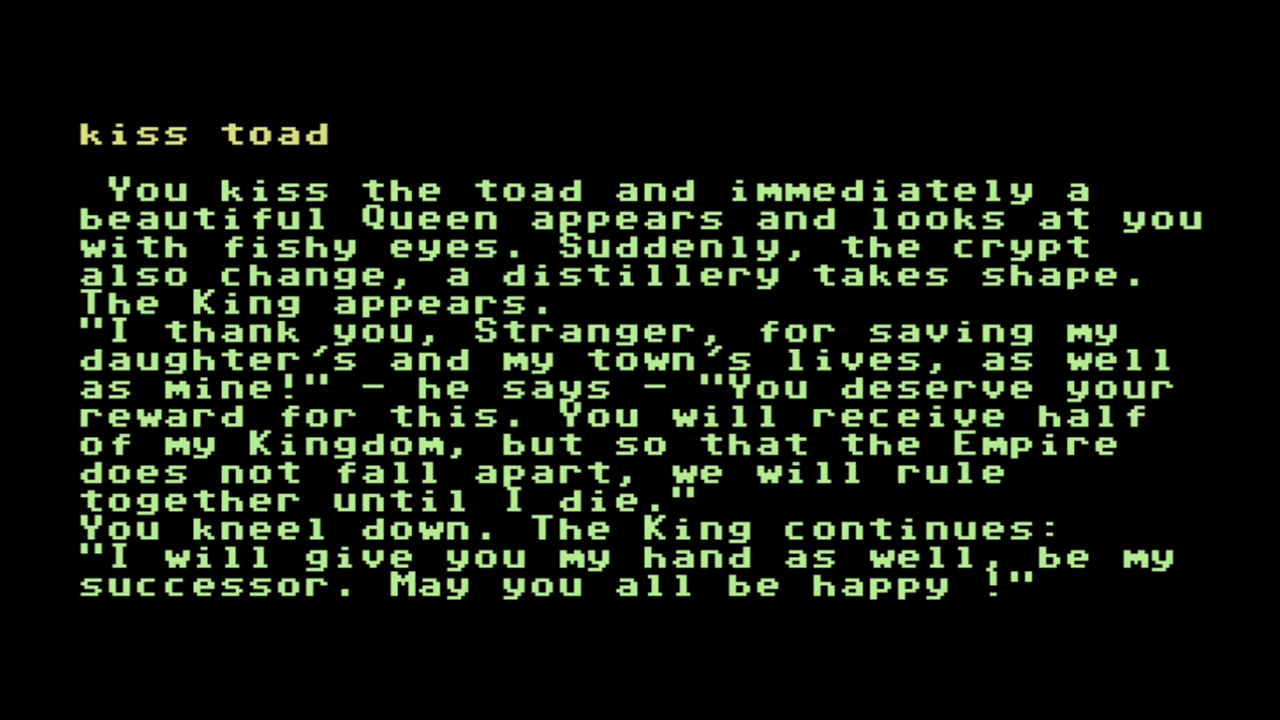 kiss toad
You kiss the toad and immediately a
beautiful Queen appears and looks at you
with fishy eyes. Suddenly, the crypt
also change, a distillery takes shape.
The King appears.
"I thank you, Stranger, for saving my
daughter's and my town's lives, as well
as mine!" – he says – "You deserve your
reward for this. You will receive half
of my Kingdom, but so that the Empire
does not fall apart, we will rule
together until I die."
You kneel down. The King continues:
"I will give you my hand as well, be my
successor. May you all be happy !"